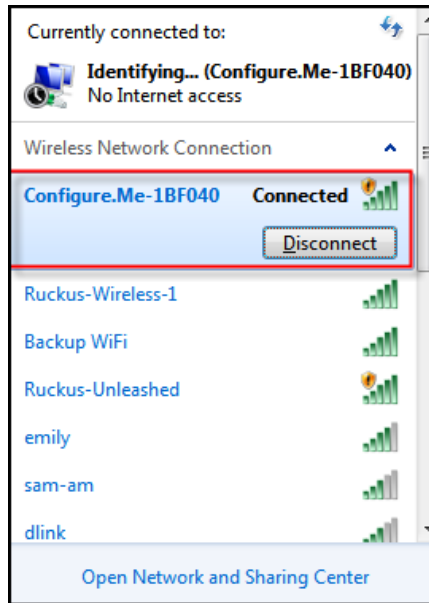 Currently connected to:
Identifying... (Configure.Me-1BF040)
No Internet access
Wireless Network Connection
Configure.Me-1BF040 Connected
Disconnect
Ruckus-Wireless-1
Backup WiFi
Ruckus-Unleashed
emily
sam-am
dlink
Open Network and Sharing Center